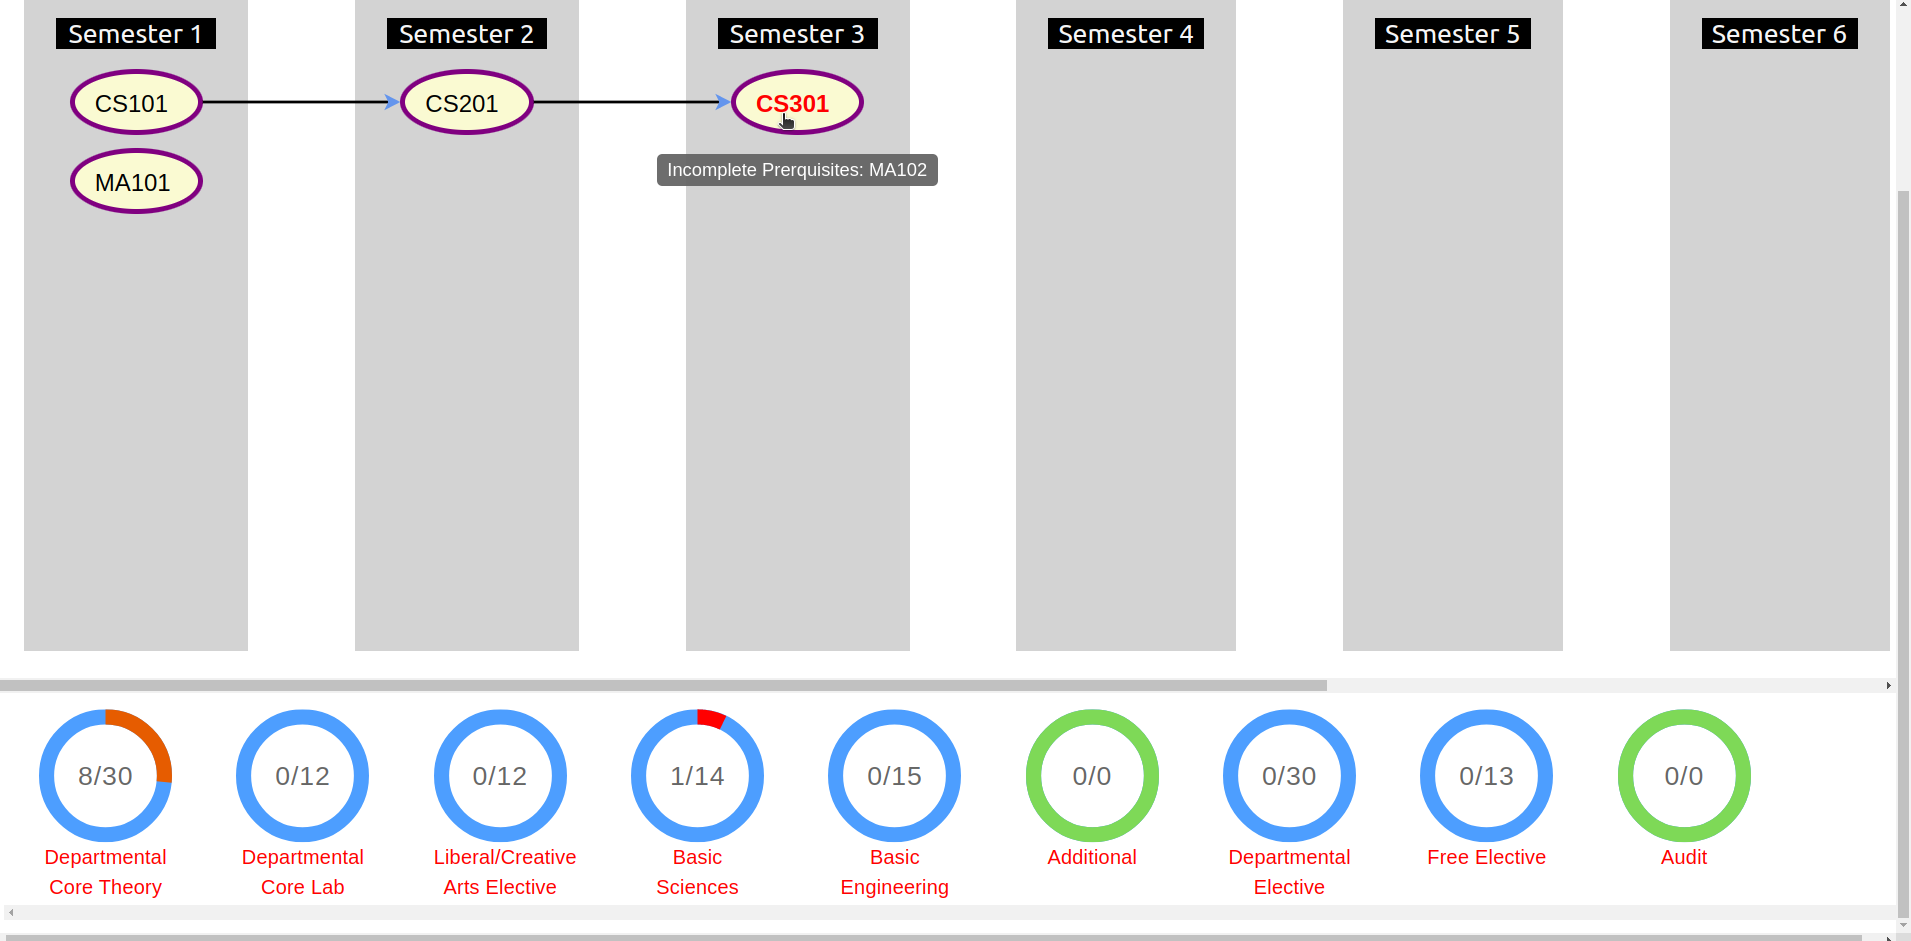 Semester 1
Semester 2
Semester 3
Semester 4
Semester 5
Semester 6
CS101
CS201
CS301
MA101
Incomplete Prerquisites: MA102
8/30
0/12
0/12
1/14
0/15
0/0
0/30
0/13
0/0
Departmental
Core Theory
Departmental
Core Lab
Liberal/Creative
Arts Elective
Basic
Sciences
Basic
Engineering
Additional
Departmental
Elective
Free Elective
Audit